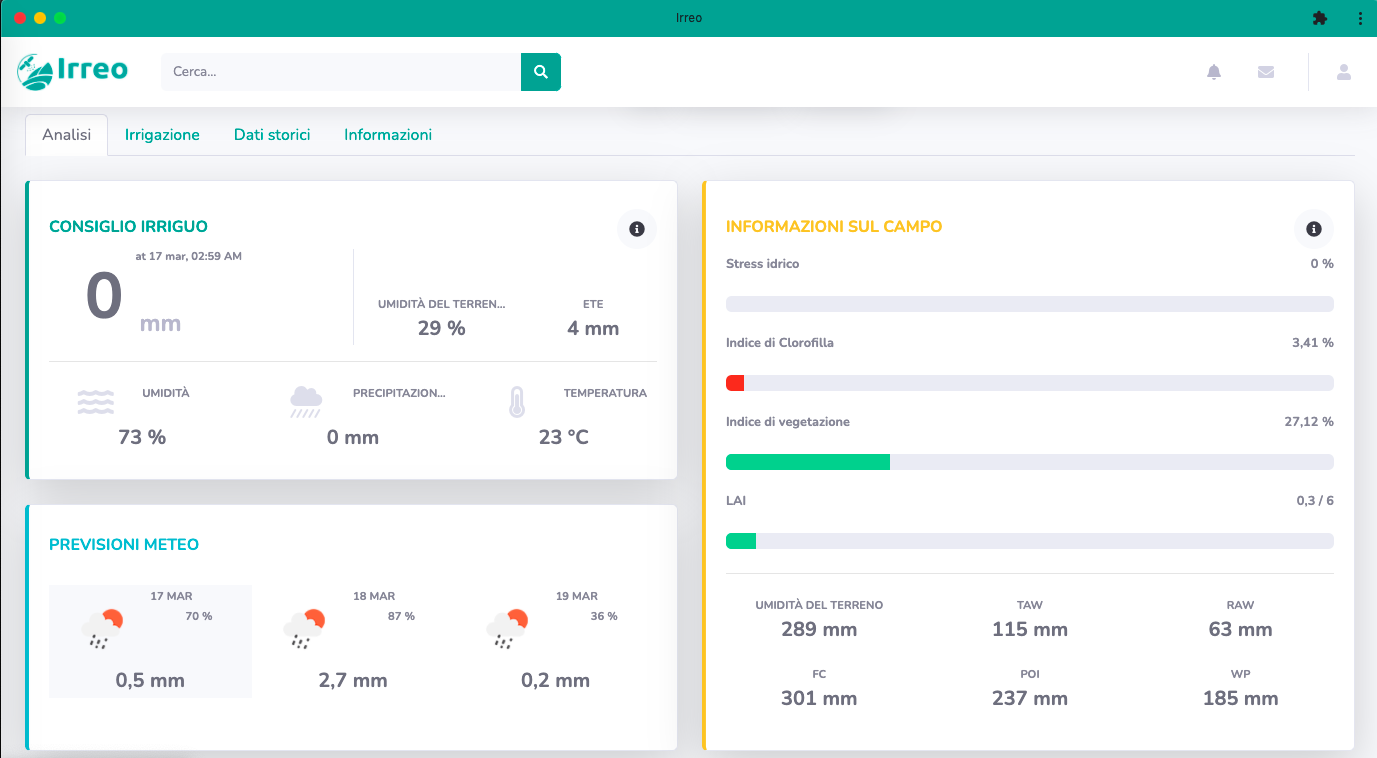 Irreo
Irreo
Cerca...
Analisi
Irrigazione
Dati storici
Informazioni
CONSIGLIO IRRIGUO
at 17 mar, 02:59 AM
0
mm
UMIDITÀ DEL TERREN...
29 %
ETE
4 mm
UMIDITÀ
73 %
PRECIPITAZION...
0 mm
TEMPERATURA
23 °C
PREVISIONI METEO
17 MAR
70 %
0,5 mm
18 MAR
87 %
2,7 mm
19 MAR
36 %
0,2 mm
INFORMAZIONI SUL CAMPO
Stress idrico
0 %
Indice di Clorofilla
3,41 %
Indice di vegetazione
27,12 %
LAI
0,3 / 6
UMIDITÀ DEL TERRENO
289 mm
TAW
115 mm
RAW
63 mm
FC
301 mm
POI
237 mm
WP
185 mm